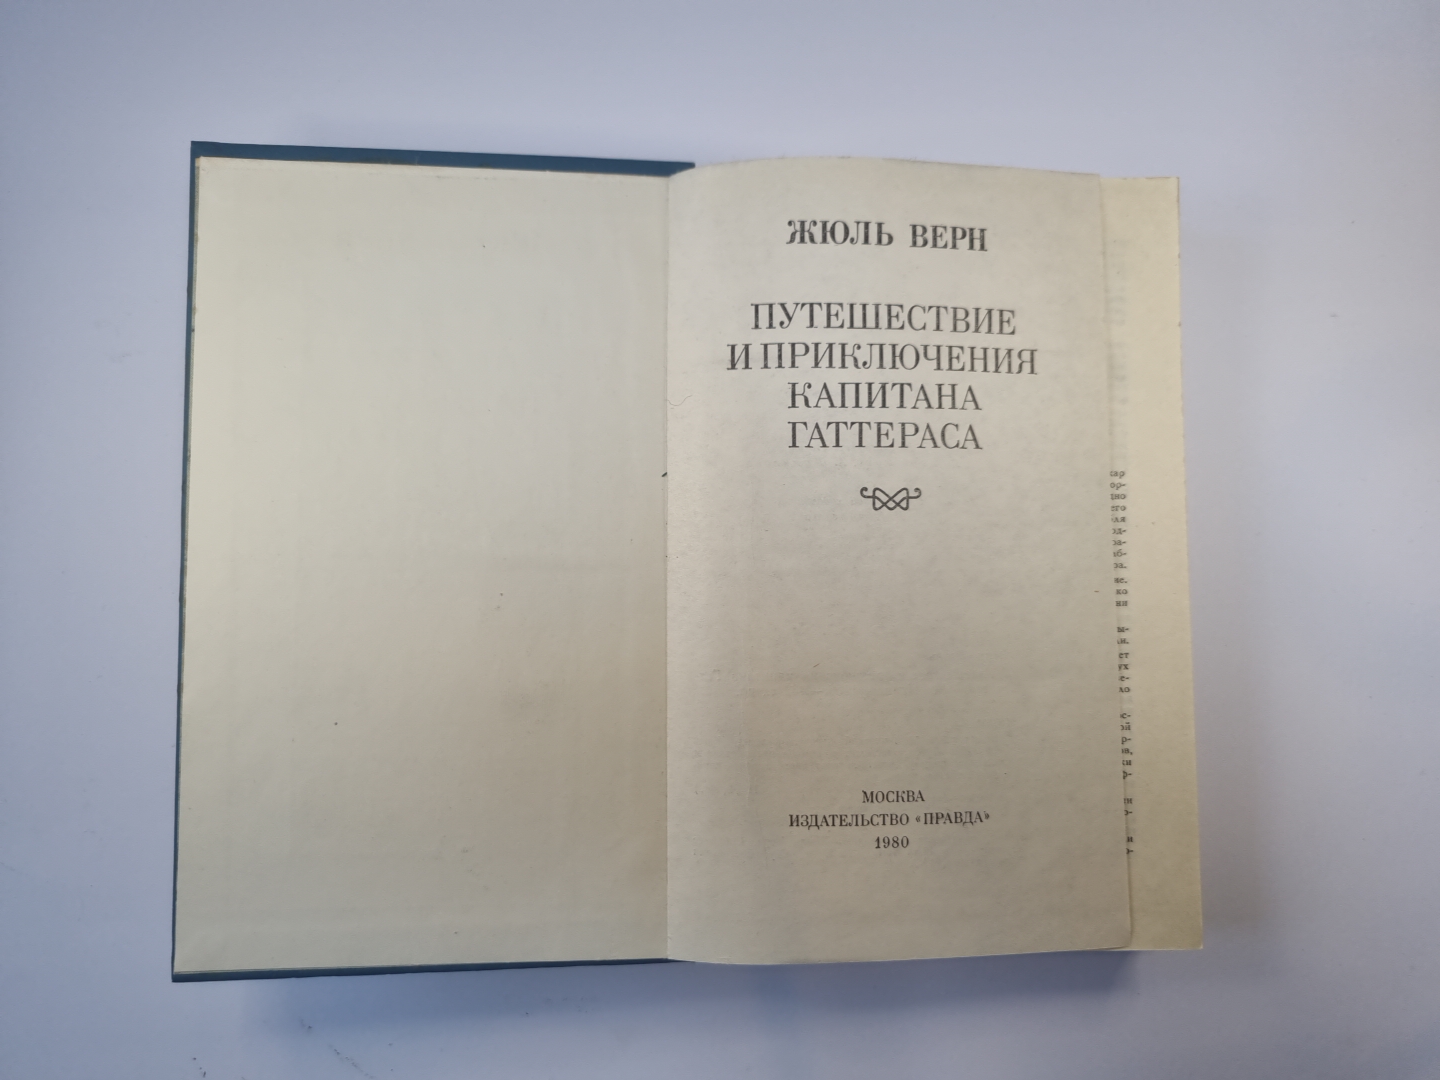 ЖЮЛЬ ВЕРН
ПУТЕШЕСТВИЕ
И ПРИКЛЮЧЕНИЯ
КАПИТАНА
ГАТТЕРАСА
МОСКВА
ИЗДАТЕЛЬСТВО «ПРАВДА»
1980